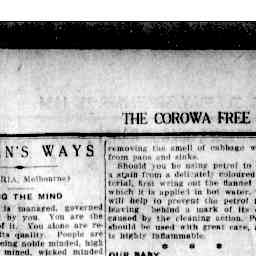 THE COROWA FREE
N'S WAYS
RIA, Melbourne)
G THE MIND
is managed, governed
by you. You are the
of it. You alone are re-
its quality. People are
being noble minded, high
mined, wicked minded
removing the smell of cabbage w
from pans and sinks.
Should you be using petrol to
a stain from a delicately coloured
terial, first wring out the flannel
which it is applied in hot water.
will help to prevent the petrol f
leaving behind a mark of its
caused by the cleaning action. P
should be used with great care, a
is highly inflammable.
* * *
OUR BABY